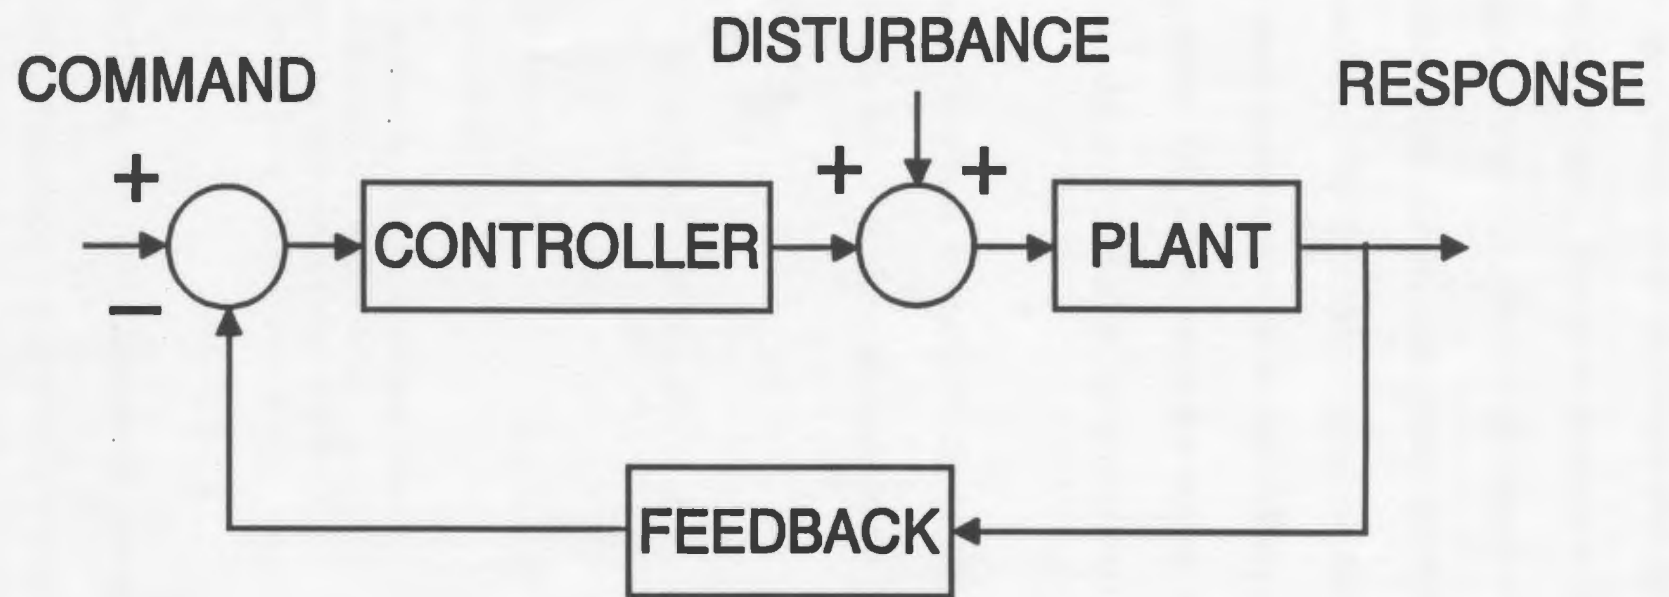 DISTURBANCE
COMMAND
RESPONSE
+
+
+
−
CONTROLLER
PLANT
FEEDBACK